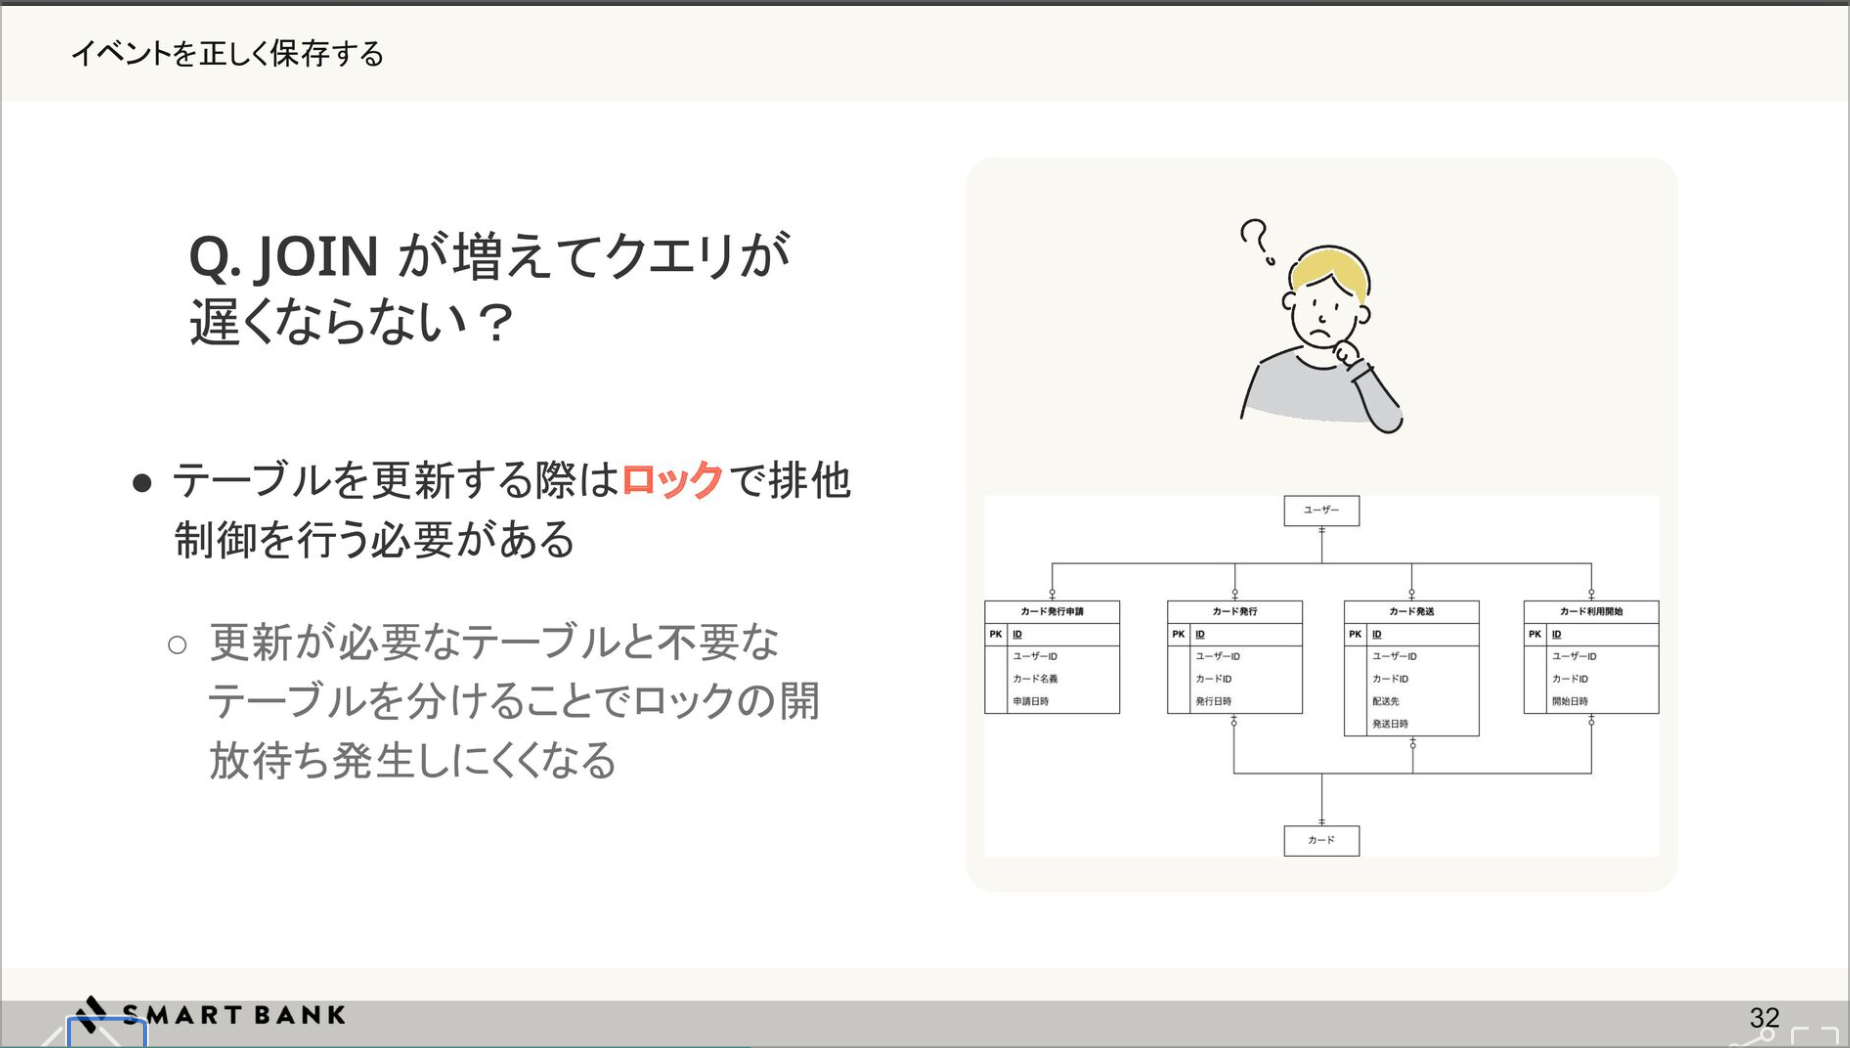 イベントを正しく保存する
Q. JOIN が増えてクエリが
遅くならない？
● テーブルを更新する際はロックで排他
制御を行う必要がある
○ 更新が必要なテーブルと不要な
テーブルを分けることでロックの開
放待ち発生しにくくなる
ユーザー
カード発行申請
PK ID
ユーザーID
カード名義
申請日時
カード発行
PK ID
ユーザーID
カードID
発行日時
カード発送
PK ID
ユーザーID
カードID
配送先
発送日時
カード利用開始
PK ID
ユーザーID
カードID
開始日時
カード
SMART BANK
32